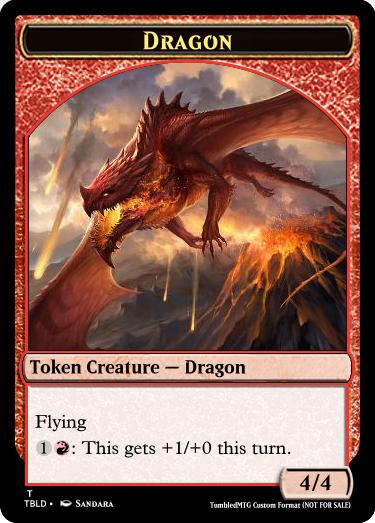 DRAGON
Token Creature — Dragon
Flying
1: This gets +1/+0 this turn.
4/4
T
TBLD • SANDARA
TumbledMTG Custom Format (NOT FOR SALE)